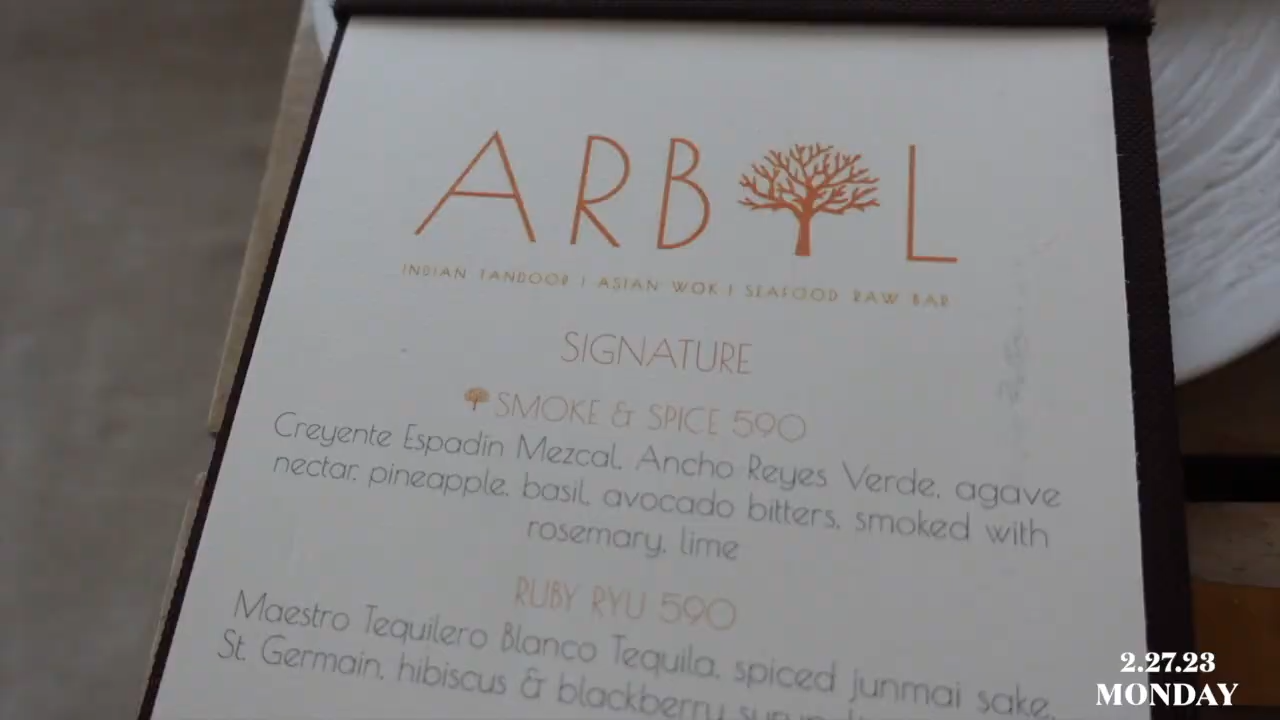 ARBOL
INDIAN TANDOOR | ASIAN WOK | SEAFOOD RAW BAR
SIGNATURE
SMOKE & SPICE 590
Creyente Espadin Mezcal, Ancho Reyes Verde, agave
nectar, pineapple, basil, avocado bitters, smoked with
rosemary, lime
RUBY RYU 590
Maestro Tequilero Blanco Tequila, spiced junmai sake,
St. Germain, hibiscus & blackberry syrup,
2.27.23
MONDAY